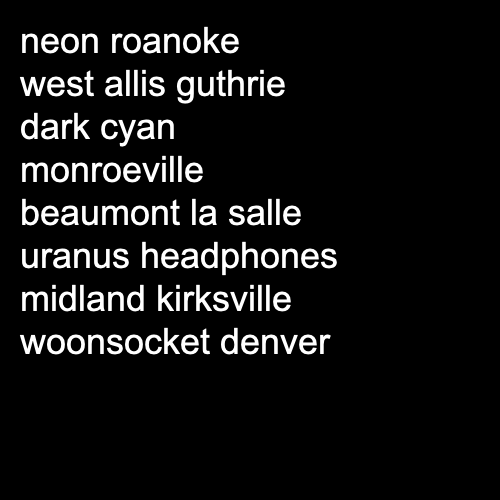 neon roanoke
west allis guthrie
dark cyan
monroeville
beaumont la salle
uranus headphones
midland kirksville
woonsocket denver